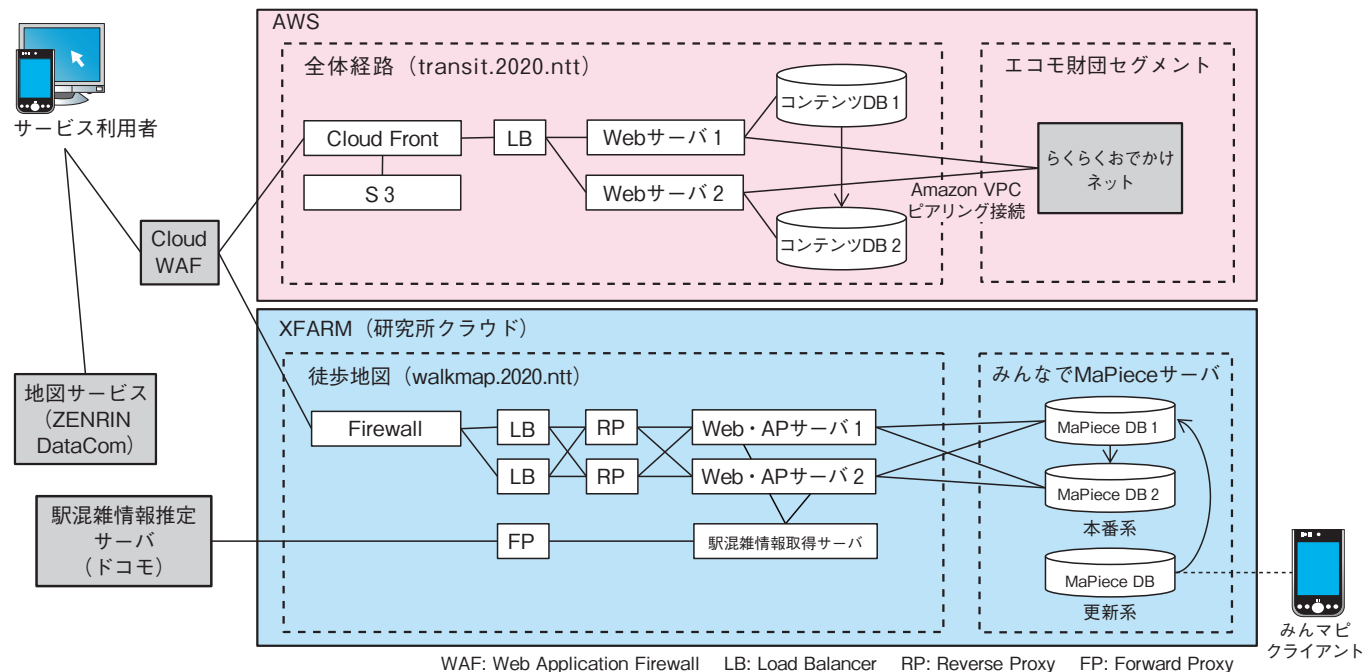 AWS
全体経路（transit.2020.ntt）
エコモ財団セグメント
サービス利用者
Cloud Front
LB
Webサーバ 1
コンテンツDB 1
らくらくおでかけ
ネット
S 3
Webサーバ 2
Amazon VPC
ピアリング接続
コンテンツDB 2
Cloud
WAF
XFARM（研究所クラウド）
徒歩地図（walkmap.2020.ntt）
みんなでMaPieceサーバ
地図サービス
（ZENRIN
DataCom）
Firewall
LB
RP
Web・APサーバ 1
MaPiece DB 1
LB
RP
Web・APサーバ 2
MaPiece DB 2
本番系
駅混雑情報推定
サーバ
（ドコモ）
FP
駅混雑情報取得サーバ
MaPiece DB
更新系
みんマピ
クライアント
WAF: Web Application Firewall LB: Load Balancer RP: Reverse Proxy FP: Forward Proxy